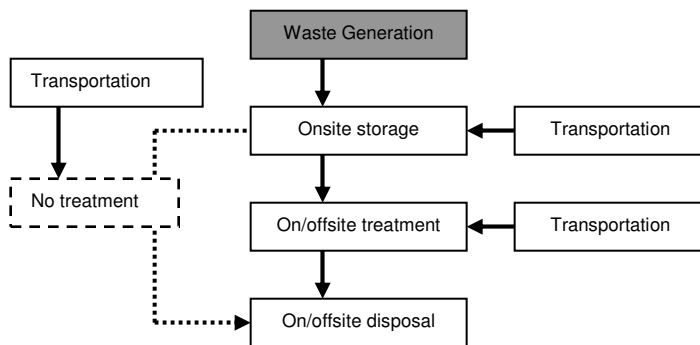 Waste Generation
Transportation
Onsite storage
Transportation
No treatment
On/offsite treatment
Transportation
On/offsite disposal